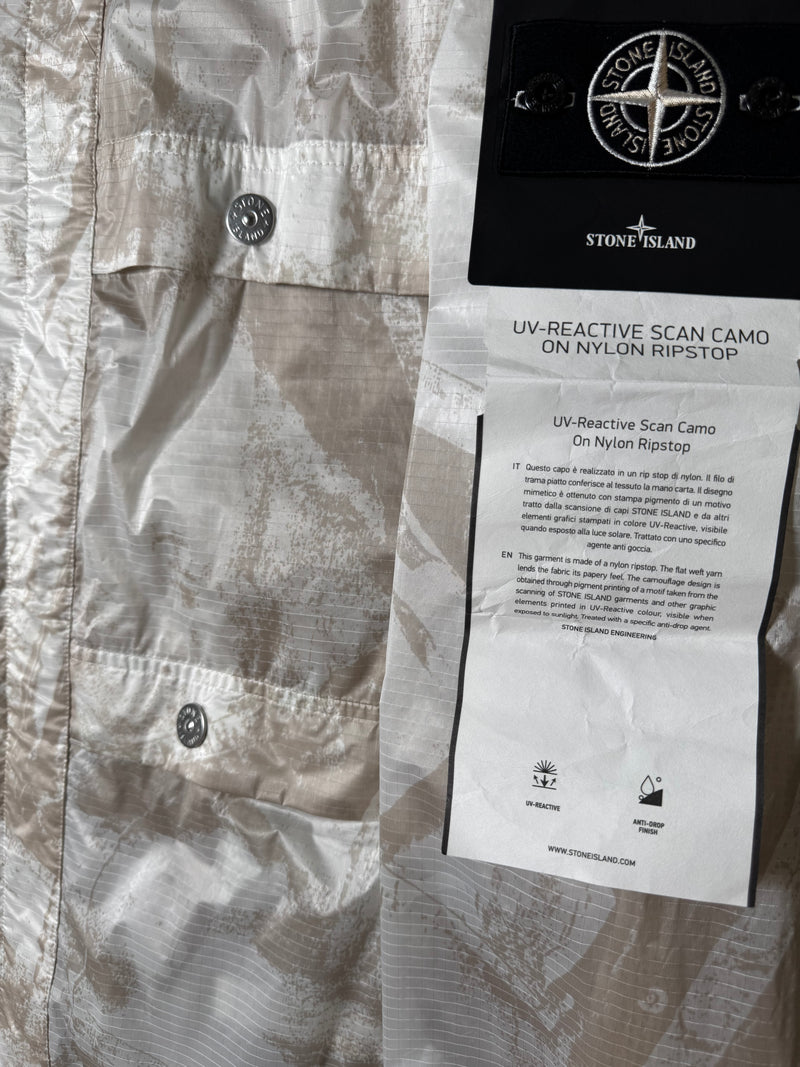 STONE ISLAND
STONE ISLAND
STONE ISLAND
STONE ISLAND
UV-REACTIVE SCAN CAMO
ON NYLON RIPSTOP
UV-Reactive Scan Camo
On Nylon Ripstop
IT Questo capo è realizzato in un rip stop di nylon. Il filo di
trama piatto conferisce al tessuto la mano carta. Il disegno
mimetico è ottenuto con stampa pigmento di un motivo
tratto dalla scansione di capi STONE ISLAND e da altri
elementi grafici stampati in colore UV-Reactive, visibile
quando esposto alla luce solare. Trattato con uno specifico
agente anti goccia.
EN This garment is made of a nylon ripstop. The flat weft yarn
lends the fabric its papery feel. The camouflage design is
obtained through pigment printing of a motif taken from the
scanning of STONE ISLAND garments and other graphic
elements printed in UV-Reactive colour, visible when
exposed to sunlight. Treated with a specific anti-drop agent.
STONE ISLAND ENGINEERING
UV-REACTIVE
ANTI-DROP
FINISH
WWW.STONEISLAND.COM